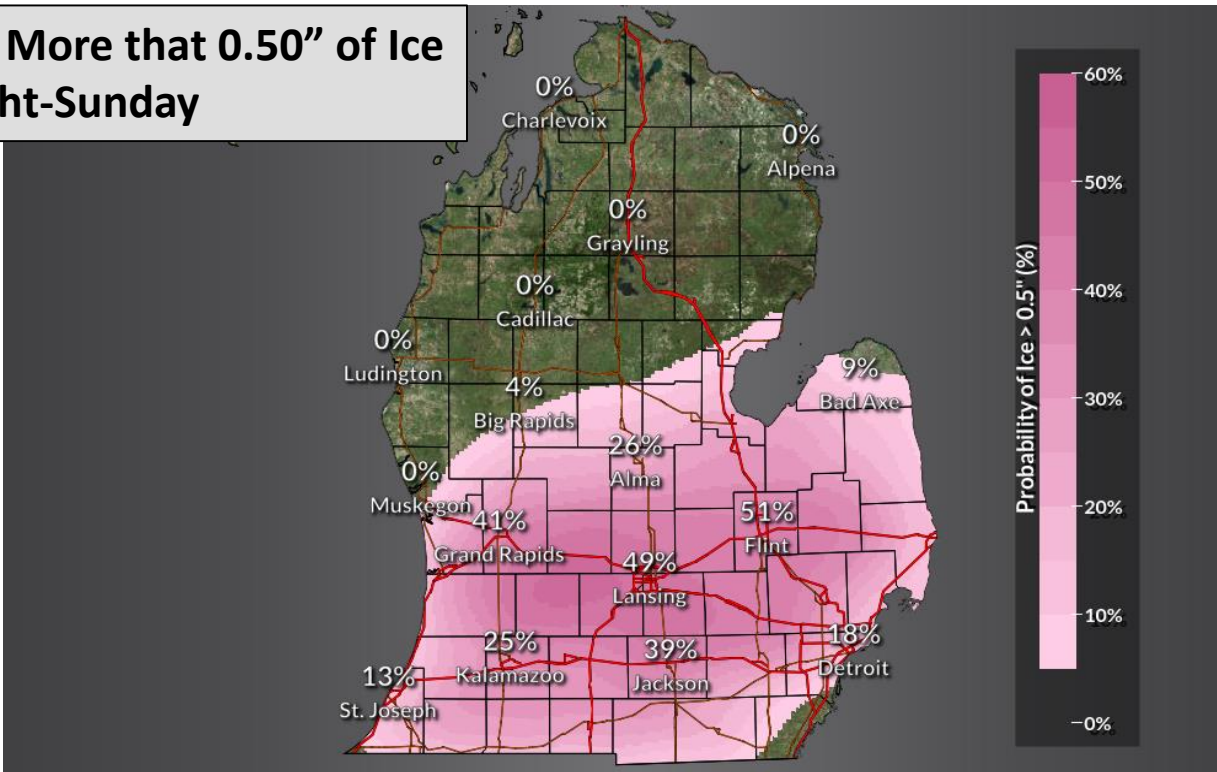 More that 0.50” of Ice
ht-Sunday
0%
Charlevoix
0%
Alpena
0%
Grayling
0%
Cadillac
0%
Ludington
4%
Big Rapids
9%
Bad Axe
26%
Alma
0%
Muskegon
41%
Grand Rapids
51%
Flint
49%
Lansing
25%
Kalamazoo
39%
Jackson
18%
Detroit
13%
St. Joseph
Probability of Ice > 0.5" (%)
60%
50%
40%
30%
20%
10%
0%